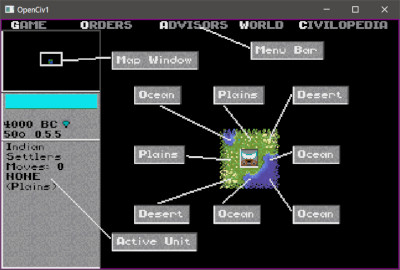 OpenCiv1
GAME ORDERS ADVISORS WORLD CIVILOPEDIA
Menu Bar
Map Window
Ocean Plains Desert
4000 BC
50o 0.5.5
Indian
Settlers
Moves: 0
NONE
(Plains)
Plains Ocean
Desert Ocean Ocean
Active Unit